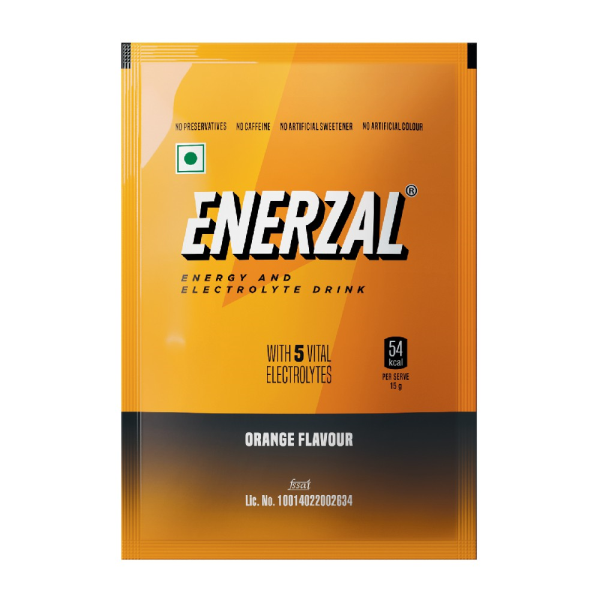 NO PRESERVATIVES NO CAFFEINE NO ARTIFICIAL SWEETENER NO ARTIFICIAL COLOUR
ENERZAL®
ENERGY AND
ELECTROLYTE DRINK
WITH 5 VITAL
ELECTROLYTES
54
kcal
PER SERVE
15 g
ORANGE FLAVOUR
fssai
Lic. No. 10014022002634